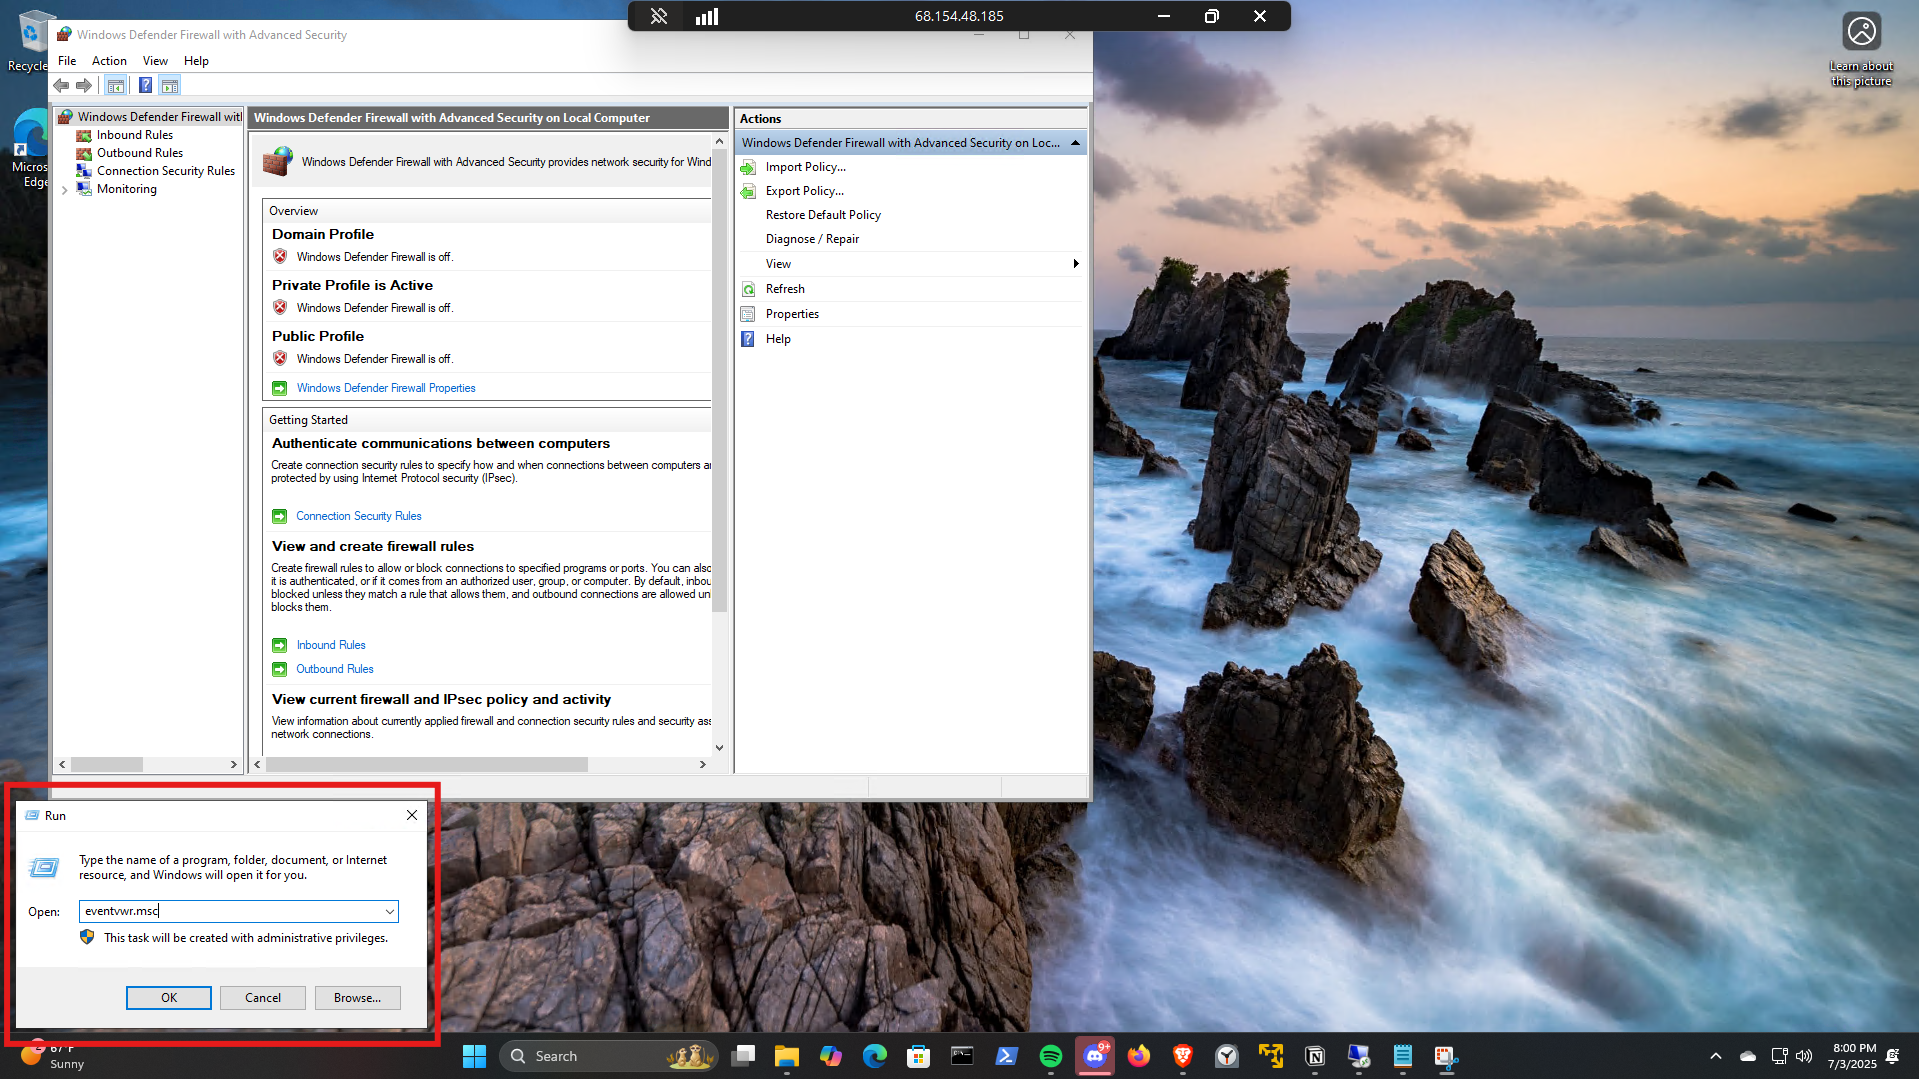 68.154.48.185
Recycle
Windows Defender Firewall with Advanced Security
Learn about
this picture
File Action View Help
Micros
Edge
Windows Defender Firewall wit
Inbound Rules
Outbound Rules
Connection Security Rules
Monitoring
Windows Defender Firewall with Advanced Security on Local Computer
Windows Defender Firewall with Advanced Security provides network security for Wind
Overview
Domain Profile
Windows Defender Firewall is off.
Private Profile is Active
Windows Defender Firewall is off.
Public Profile
Windows Defender Firewall is off.
Windows Defender Firewall Properties
Getting Started
Authenticate communications between computers
Create connection security rules to specify how and when connections between computers a
protected by using Internet Protocol security (IPsec).
Connection Security Rules
View and create firewall rules
Create firewall rules to allow or block connections to specified programs or ports. You can also
it is authenticated, or if it comes from an authorized user, group, or computer. By default, inbou
blocked unless they match a rule that allows them, and outbound connections are allowed unl
blocks them.
Inbound Rules
Outbound Rules
View current firewall and IPsec policy and activity
View information about currently applied firewall and connection security rules and security ass
network connections.
Actions
Windows Defender Firewall with Advanced Security on Loc...
Import Policy...
Export Policy...
Restore Default Policy
Diagnose / Repair
View
Refresh
Properties
Help
Run
Type the name of a program, folder, document, or Internet
resource, and Windows will open it for you.
Open: eventvwr.msc
This task will be created with administrative privileges.
OK Cancel Browse...
67°F
Sunny
Search
9+
8:00 PM
7/3/2025